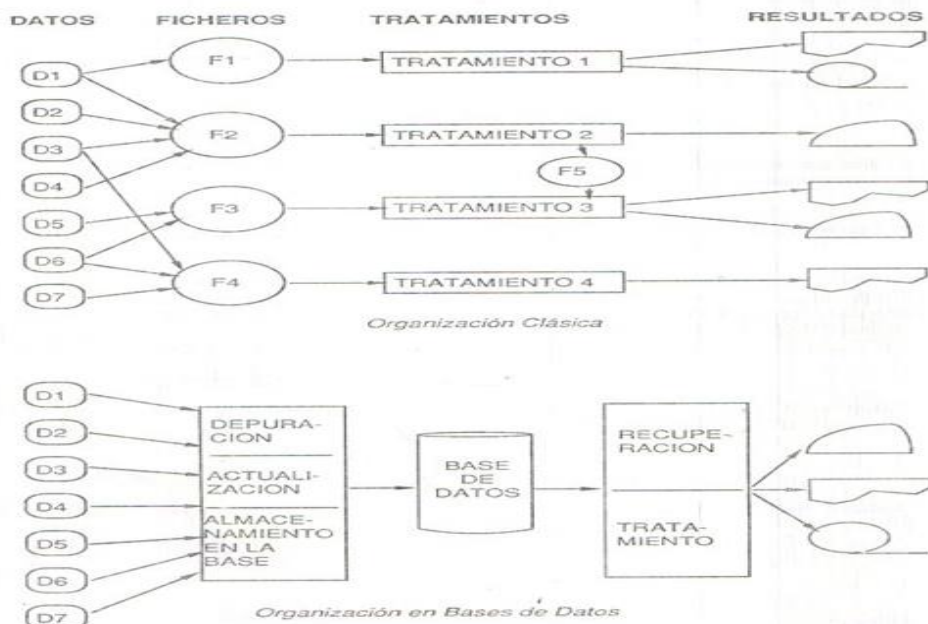 DATOS FICHEROS TRATAMIENTOS RESULTADOS
D1 F1 TRATAMIENTO 1
D2
D3 F2 TRATAMIENTO 2
D4 F5
D5 F3 TRATAMIENTO 3
D6
D7 F4 TRATAMIENTO 4
Organización Clásica
D1
D2
D3
D4
D5
D6
D7
DEPURA-
CION
ACTUALI-
ZACION
ALMACE-
NAMIENTO
EN LA
BASE
BASE
DE
DATOS
RECUPE-
RACION
TRATA-
MIENTO
Organización en Bases de Datos